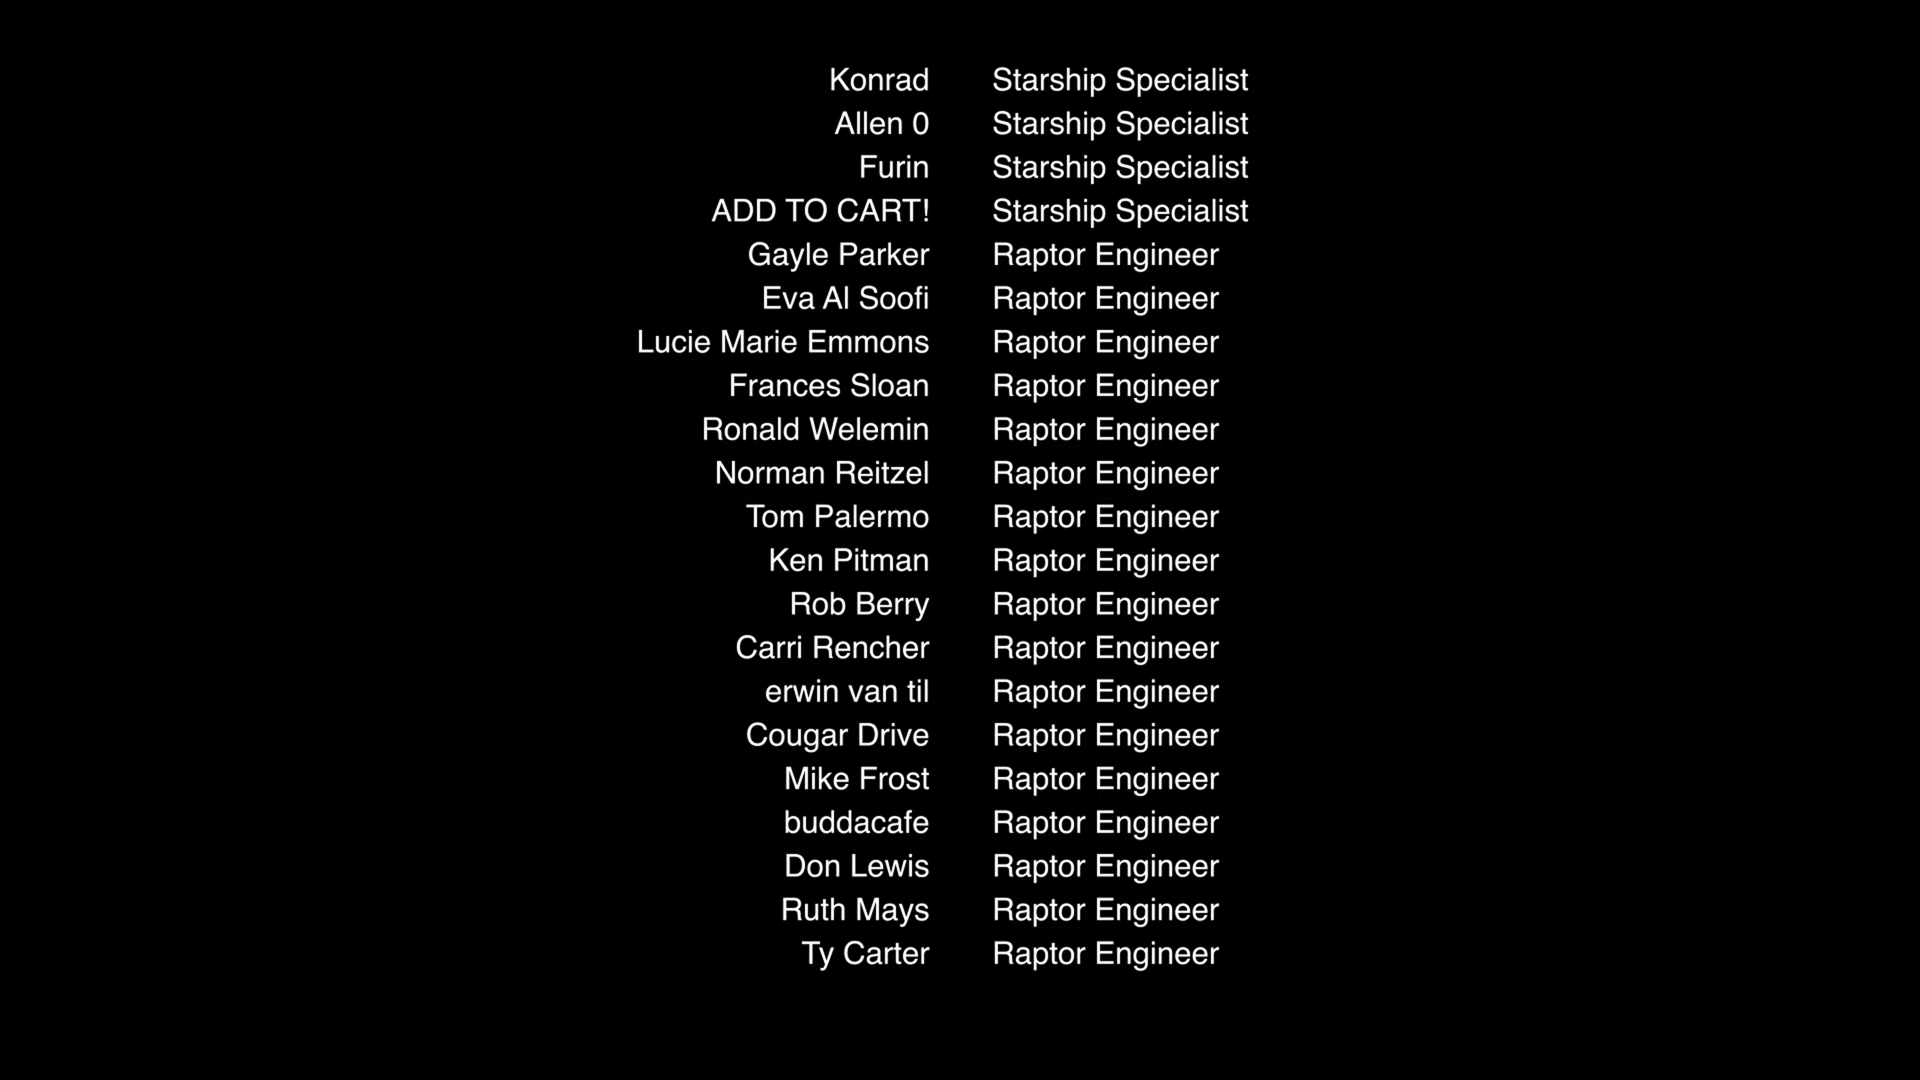 Konrad Starship Specialist
Allen 0 Starship Specialist
Furin Starship Specialist
ADD TO CART! Starship Specialist
Gayle Parker Raptor Engineer
Eva Al Soofi Raptor Engineer
Lucie Marie Emmons Raptor Engineer
Frances Sloan Raptor Engineer
Ronald Welemin Raptor Engineer
Norman Reitzel Raptor Engineer
Tom Palermo Raptor Engineer
Ken Pitman Raptor Engineer
Rob Berry Raptor Engineer
Carri Rencher Raptor Engineer
erwin van til Raptor Engineer
Cougar Drive Raptor Engineer
Mike Frost Raptor Engineer
buddacafe Raptor Engineer
Don Lewis Raptor Engineer
Ruth Mays Raptor Engineer
Ty Carter Raptor Engineer